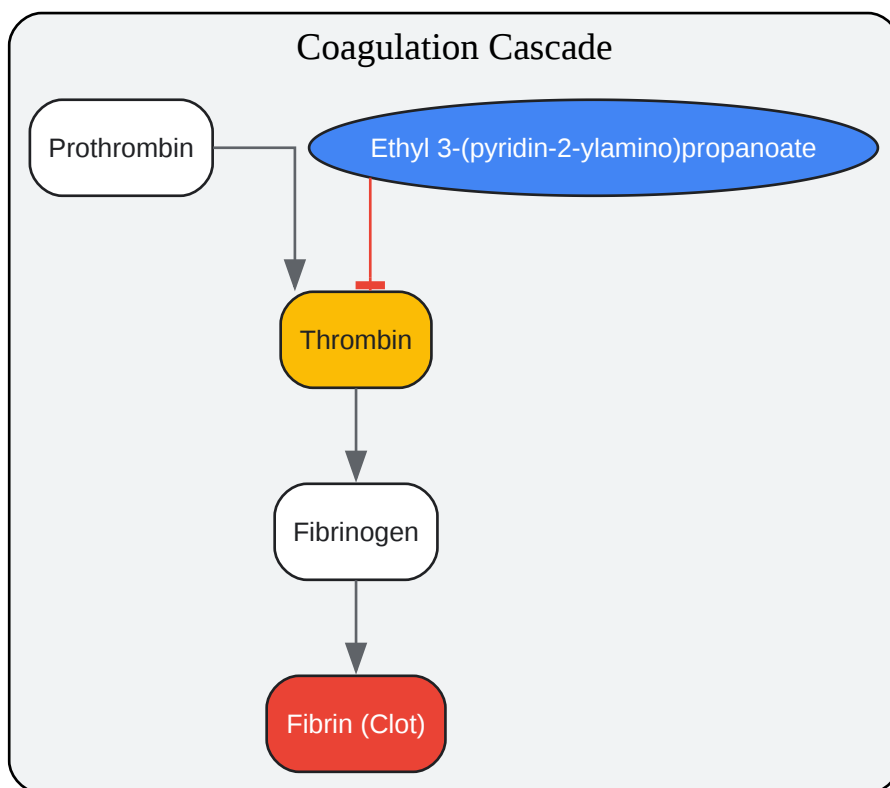 Coagulation Cascade
Prothrombin
Ethyl 3-(pyridin-2-ylamino)propanoate
Thrombin
Fibrinogen
Fibrin (Clot)